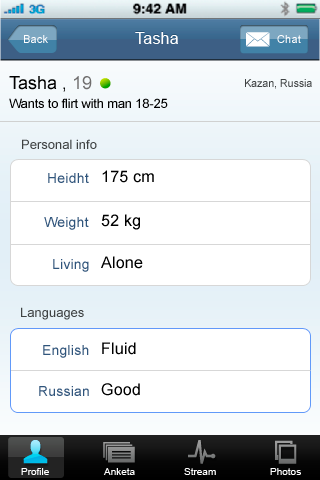 3G 9:42 AM
Back Tasha Chat
Tasha , 19 Kazan, Russia
Wants to flirt with man 18-25
Personal info
Heidht 175 cm
Weight 52 kg
Living Alone
Languages
English Fluid
Russian Good
Profile Anketa Stream Photos